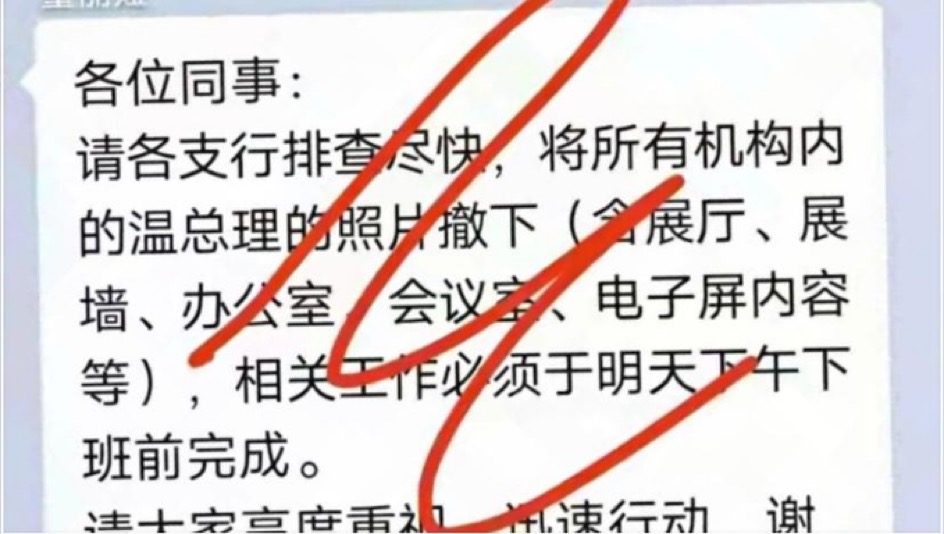 各位同事：
请各支行排查尽快，将所有机构内
的温总理的照片撤下（含展厅、展
墙、办公室、会议室、电子屏内容
等），相关工作必须于明天下午下
班前完成。
请大家高度重视，迅速行动，谢